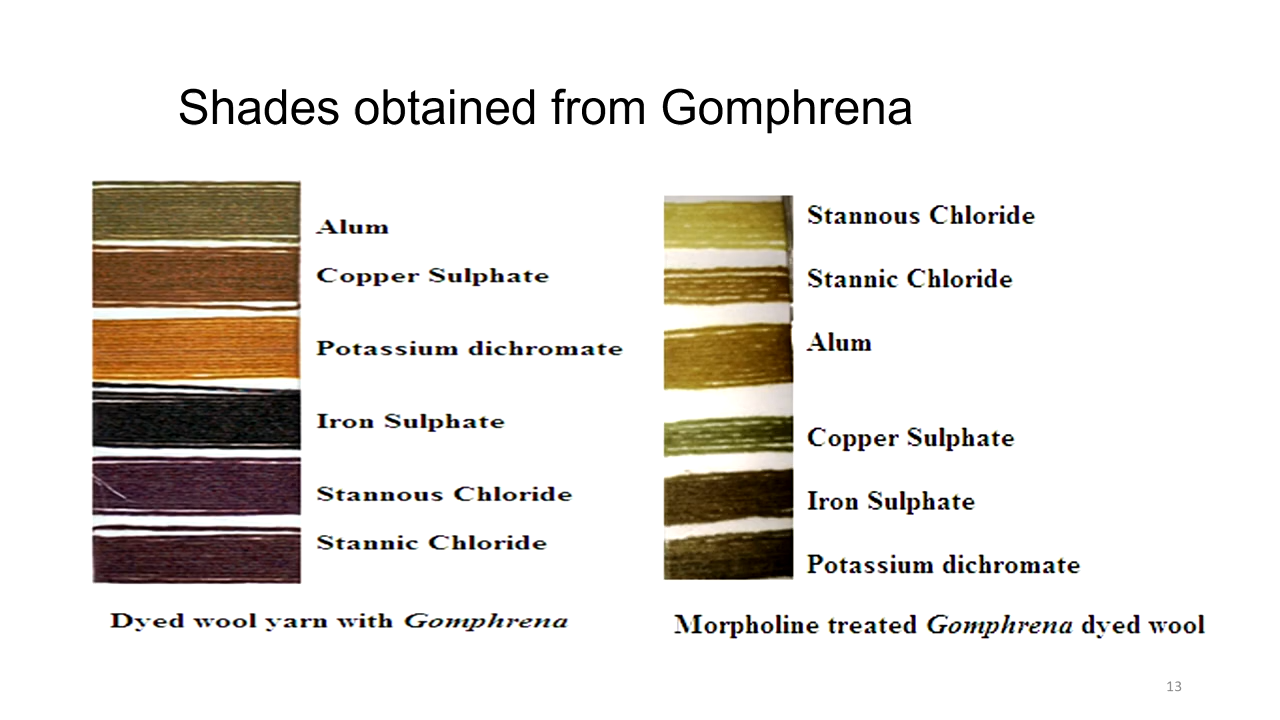 Shades obtained from Gomphrena
Alum
Copper Sulphate
Potassium dichromate
Iron Sulphate
Stannous Chloride
Stannic Chloride
Dyed wool yarn with Gomphrena
Stannous Chloride
Stannic Chloride
Alum
Copper Sulphate
Iron Sulphate
Potassium dichromate
Morpholine treated Gomphrena dyed wool
13